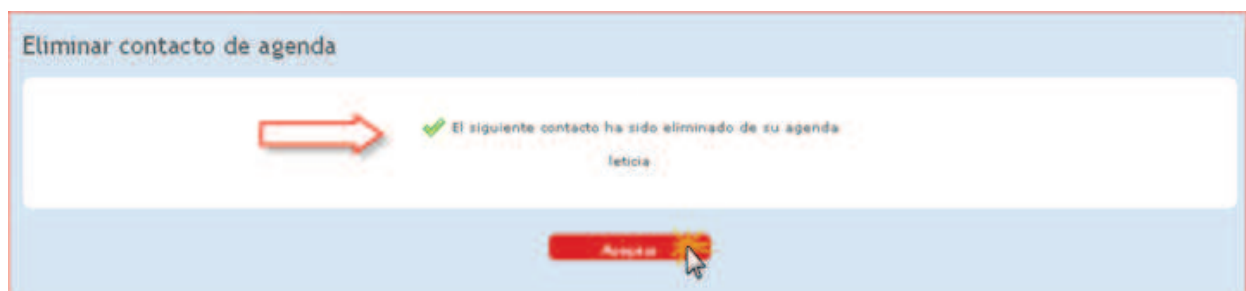 Eliminar contacto de agenda
El siguiente contacto ha sido eliminado de su agenda
leticia
Aceptar